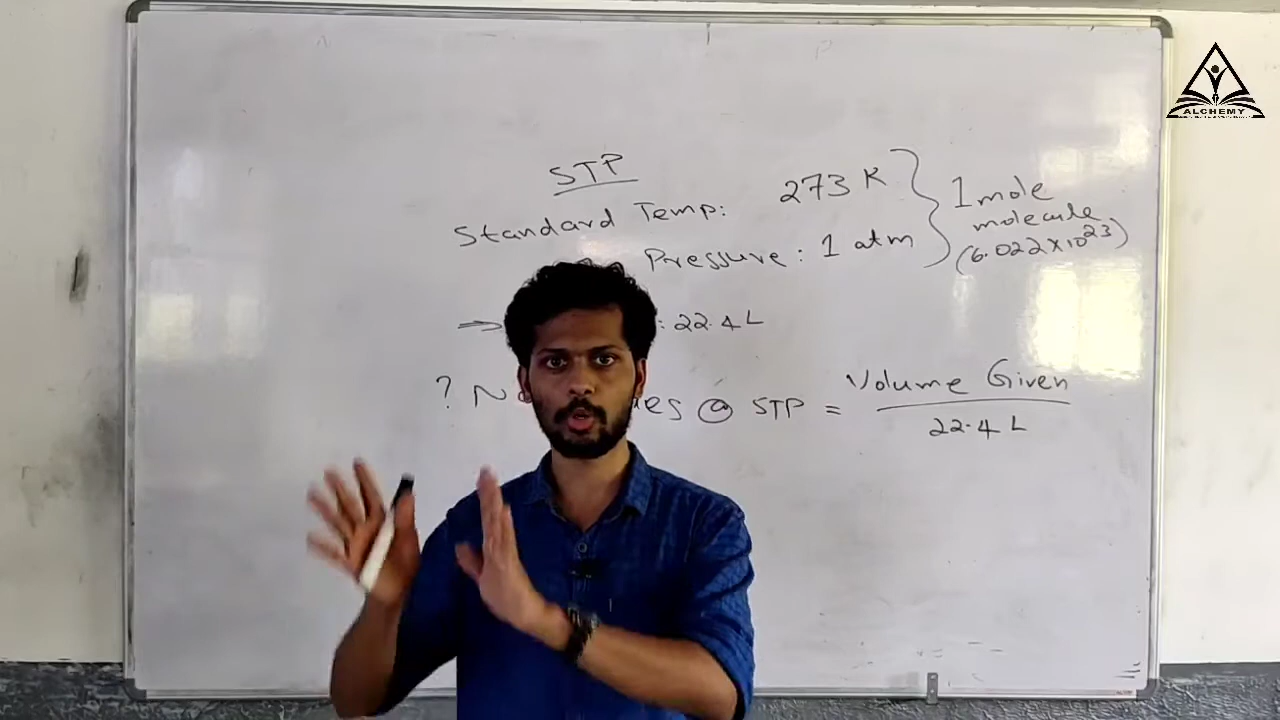 ALCHEMY
STP
Standard Temp: 273 K
Pressure: 1 atm
1 mole
molecule
(6.022x10^23)
⇒ : 22.4 L
? @ STP = Volume Given
22.4 L